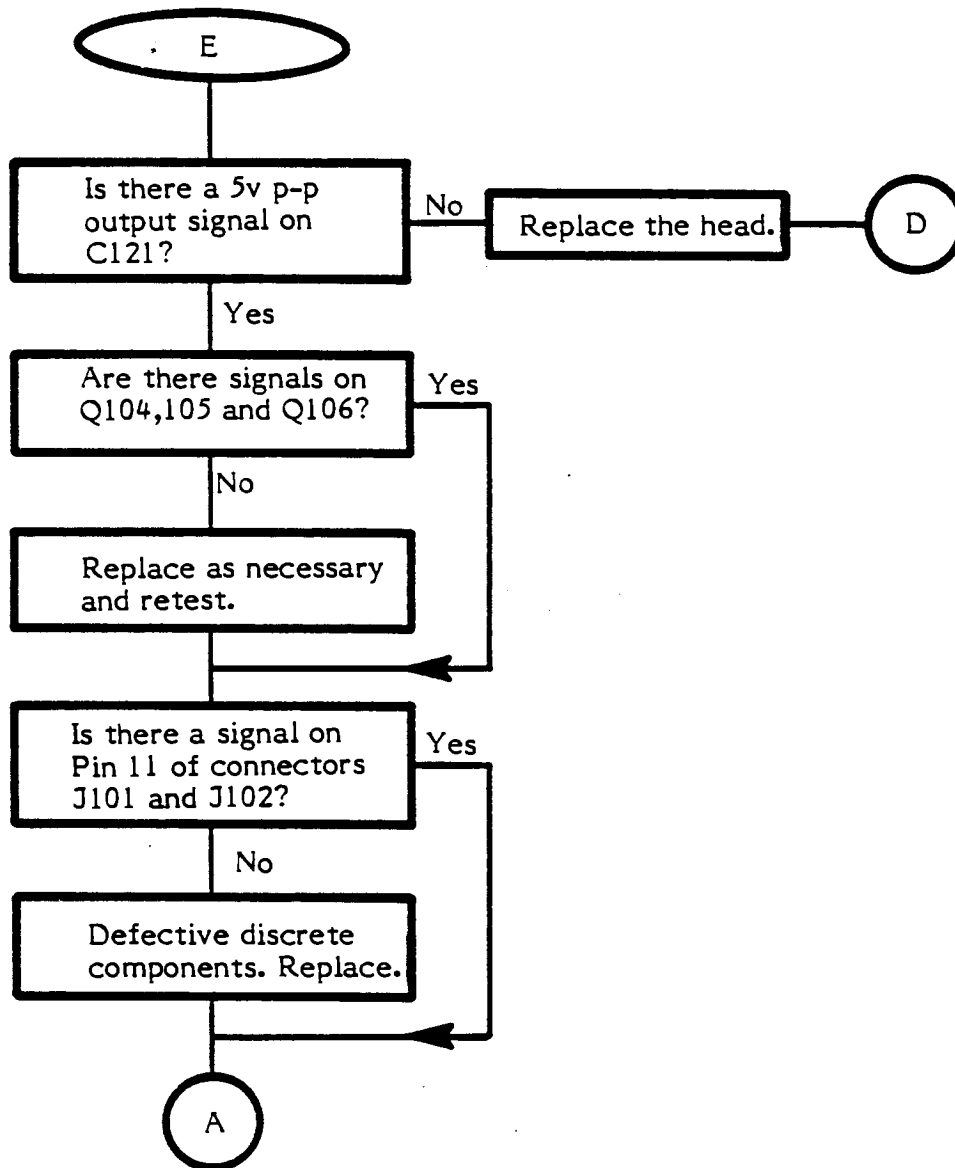 E
Is there a 5v p-p
output signal on
C121?
No
Replace the head.
D
Yes
Are there signals on
Q104,105 and Q106?
Yes
No
Replace as necessary
and retest.
Is there a signal on
Pin 11 of connectors
J101 and J102?
Yes
No
Defective discrete
components. Replace.
A